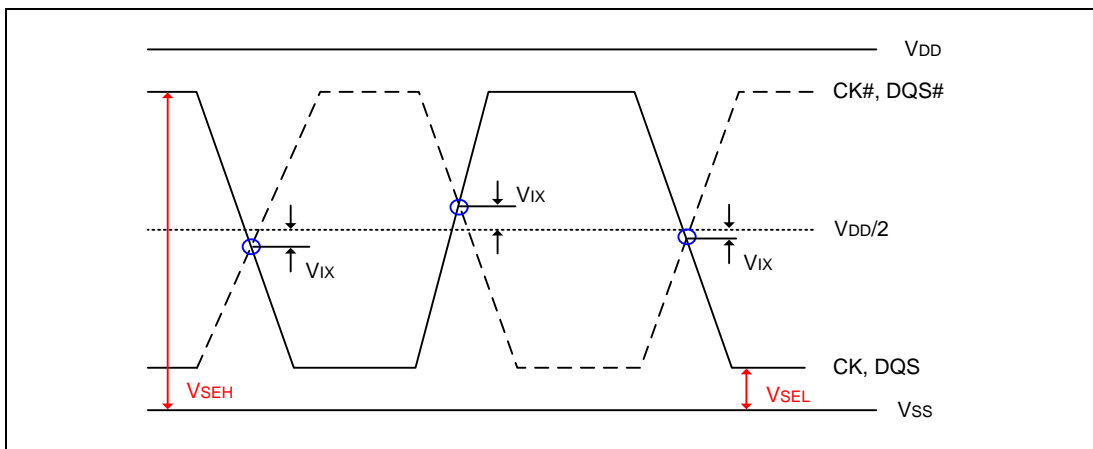 VDD
CK#, DQS#
VIX
VDD/2
VIX
VIX
CK, DQS
VSEH
VSEL
VSS